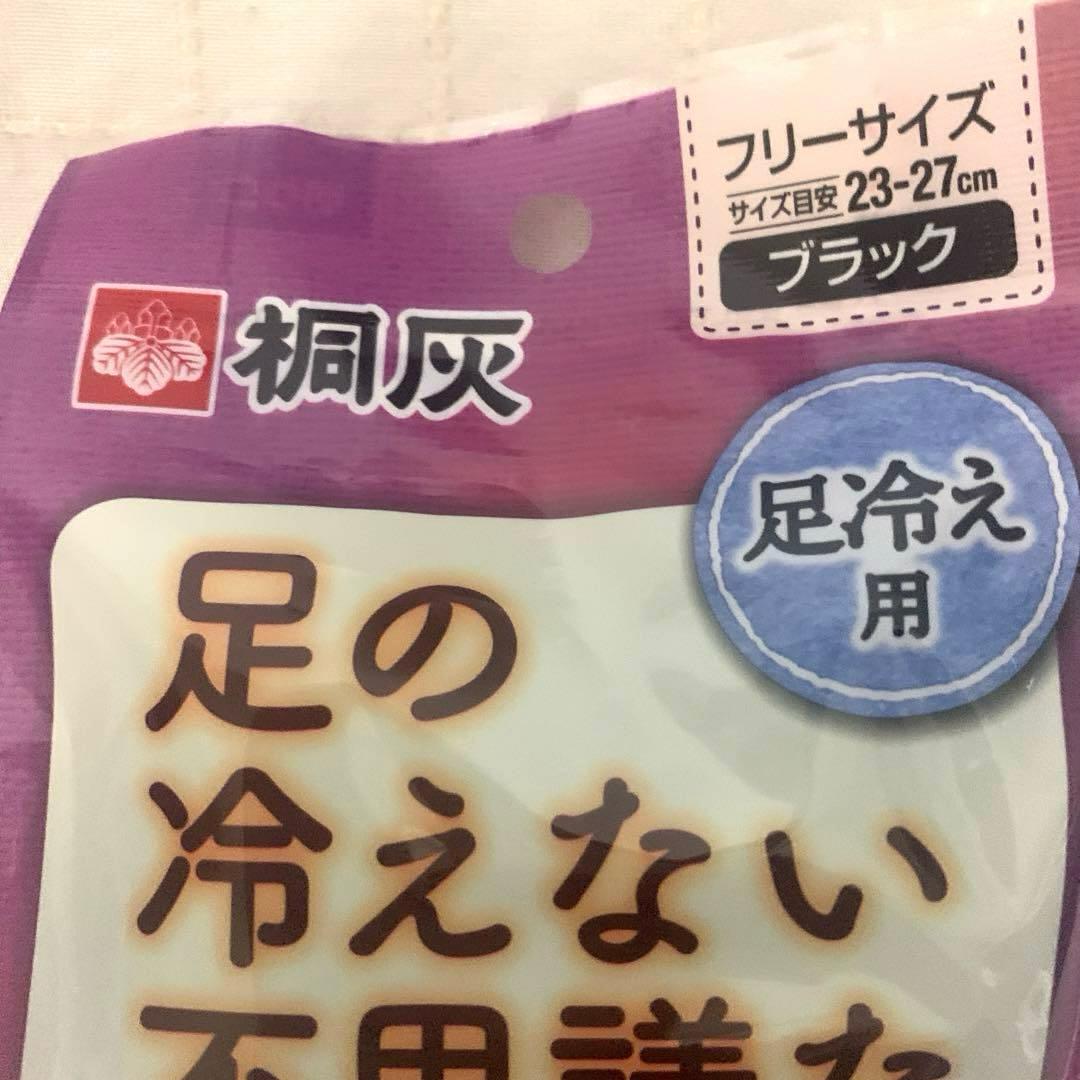 フリーサイズ
サイズ目安 23-27cm
ブラック
桐灰
足冷え
用
足の
冷えない